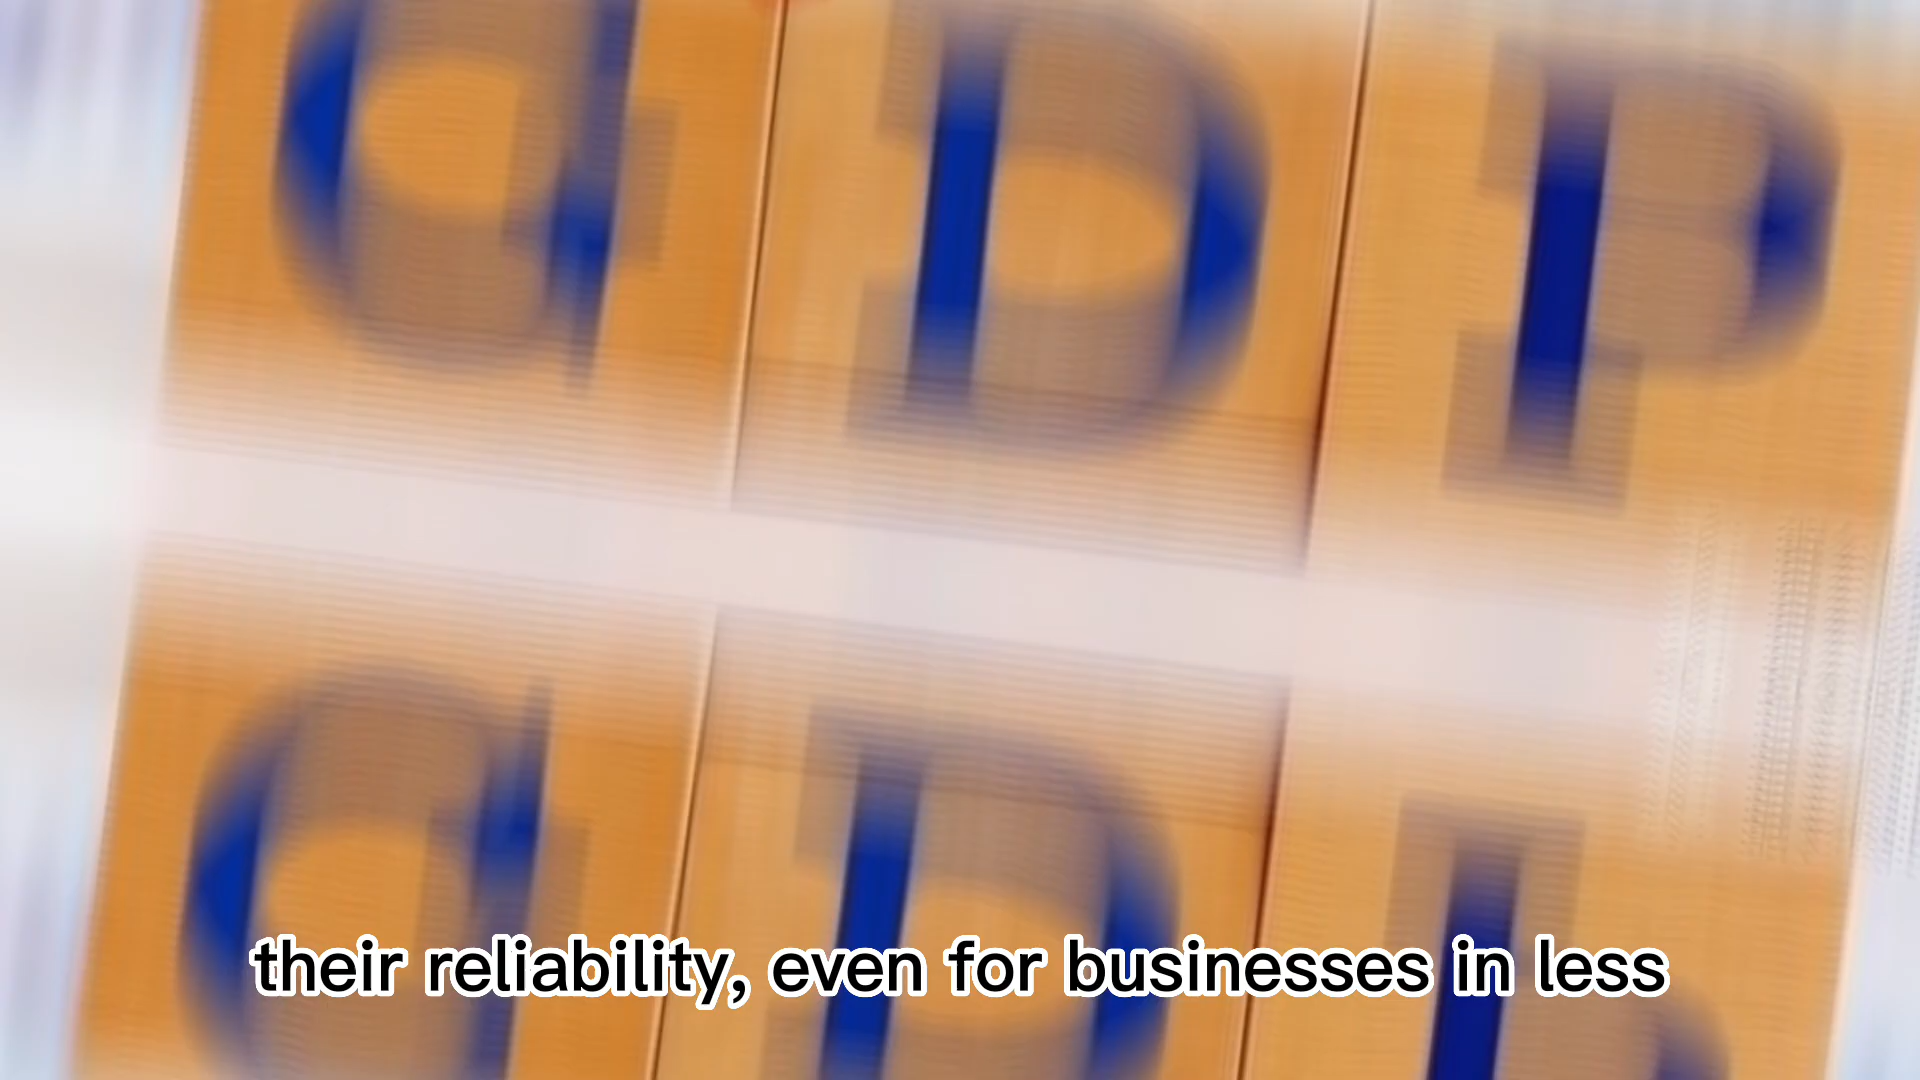 GDP
their reliability, even for businesses in less